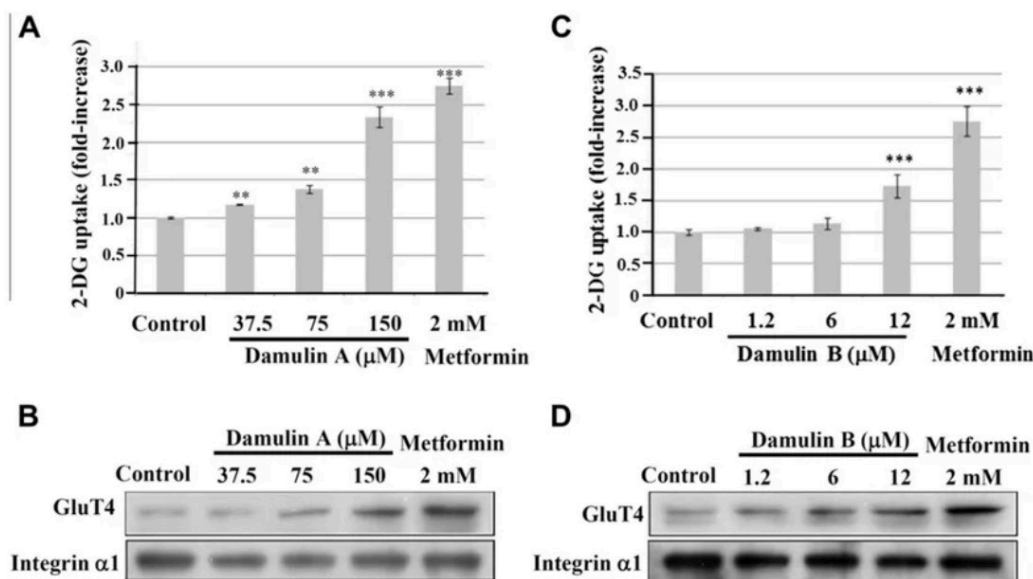 A
2-DG uptake (fold-increase)
3.0
2.5
2.0
1.5
1.0
0.5
0
**
**
***
***
Control
37.5
75
150
2 mM
Damulin A (μM)
Metformin
C
2-DG uptake (fold-increase)
3.5
3.0
2.5
2.0
1.5
1.0
0.5
0
***
***
Control
1.2
6
12
2 mM
Damulin B (μM)
Metformin
B
Damulin A (μM)
Metformin
Control
37.5
75
150
2 mM
GluT4
Integrin α1
D
Damulin B (μM)
Metformin
Control
1.2
6
12
2 mM
GluT4
Integrin α1